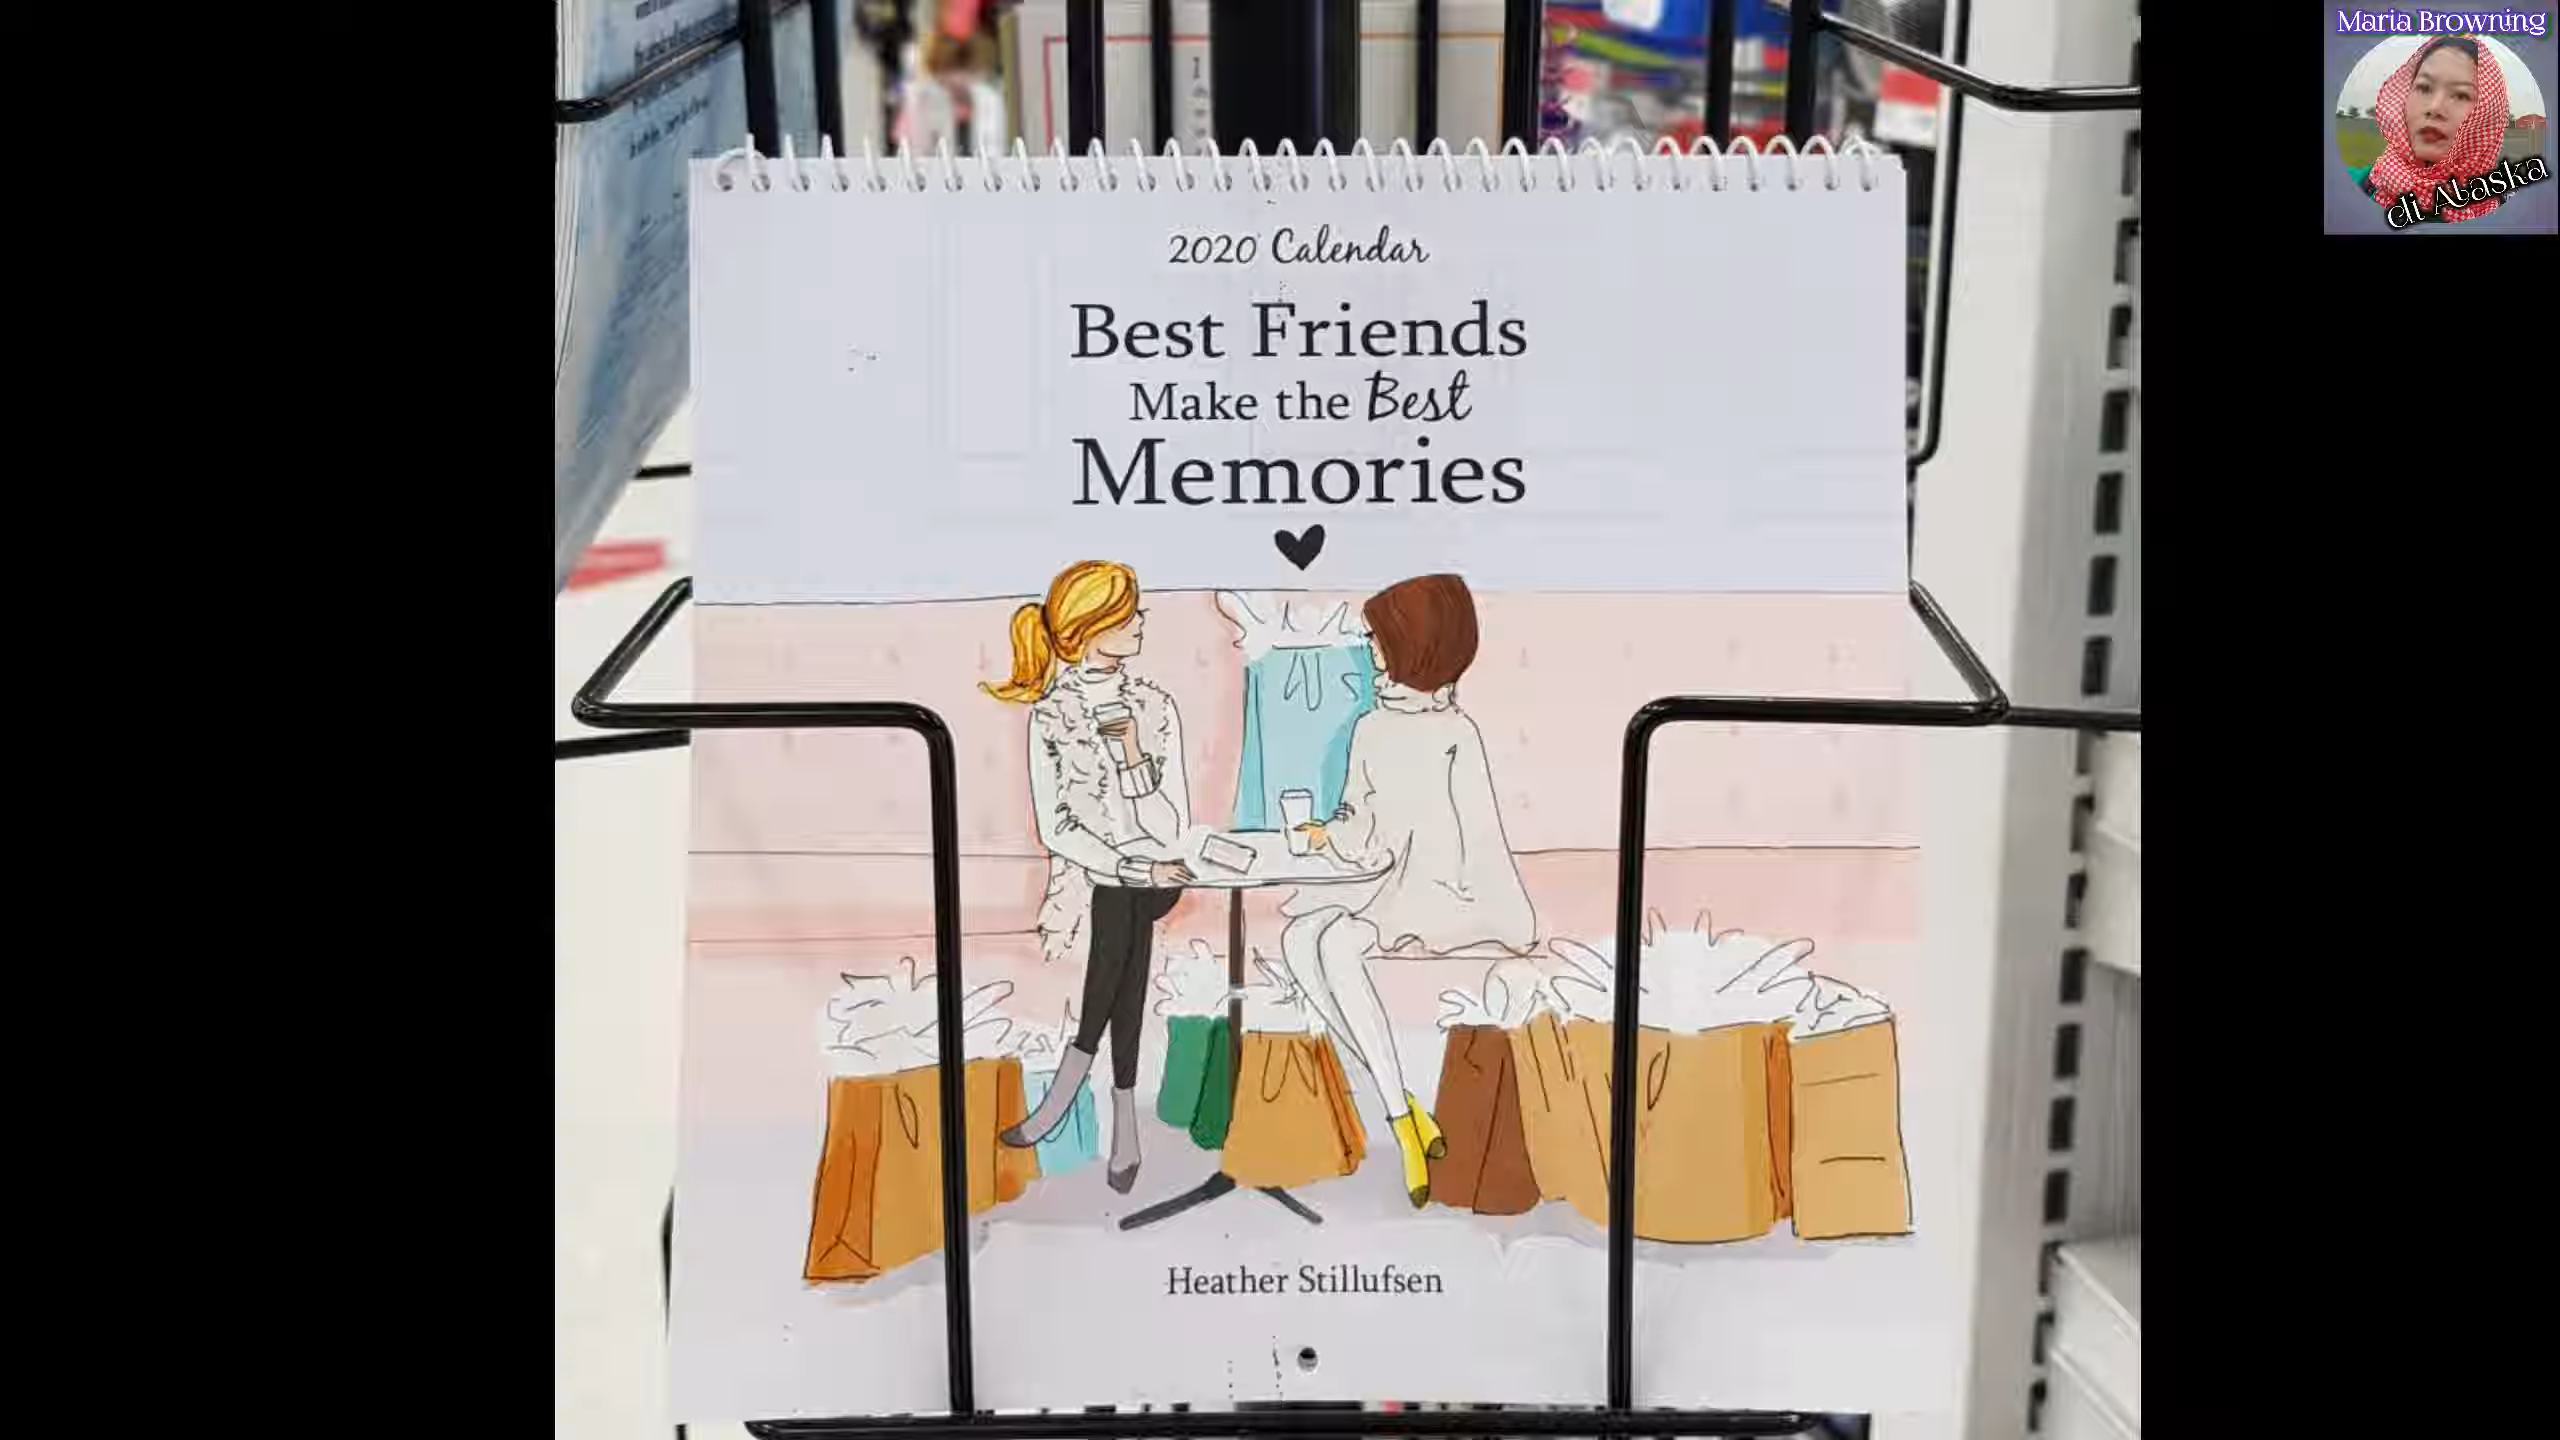 2020 Calendar
Best Friends
Make the Best
Memories
Heather Stillufsen
Maria Browning
di Alaska